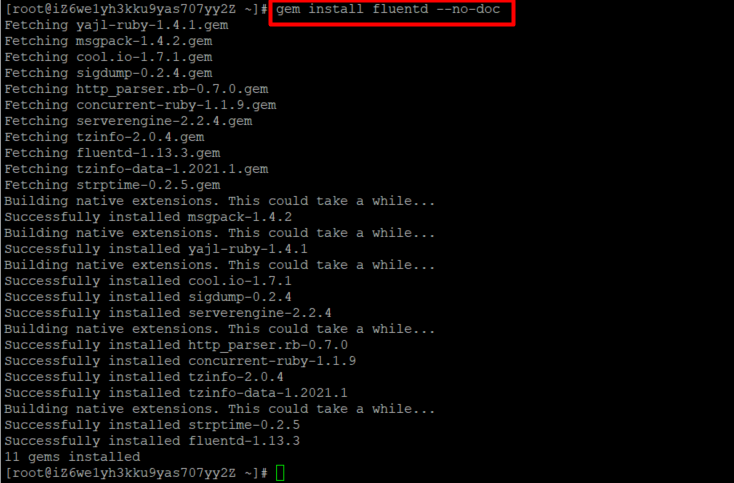 [root@iZ6we1yh3kku9yas707yy2Z ~]# gem install fluentd --no-doc
Fetching yajl-ruby-1.4.1.gem
Fetching msgpack-1.4.2.gem
Fetching cool.io-1.7.1.gem
Fetching sigdump-0.2.4.gem
Fetching http_parser.rb-0.7.0.gem
Fetching concurrent-ruby-1.1.9.gem
Fetching serverengine-2.2.4.gem
Fetching tzinfo-2.0.4.gem
Fetching fluentd-1.13.3.gem
Fetching tzinfo-data-1.2021.1.gem
Fetching strptime-0.2.5.gem
Building native extensions. This could take a while...
Successfully installed msgpack-1.4.2
Building native extensions. This could take a while...
Successfully installed yajl-ruby-1.4.1
Building native extensions. This could take a while...
Successfully installed cool.io-1.7.1
Successfully installed sigdump-0.2.4
Successfully installed serverengine-2.2.4
Building native extensions. This could take a while...
Successfully installed http_parser.rb-0.7.0
Successfully installed concurrent-ruby-1.1.9
Successfully installed tzinfo-2.0.4
Successfully installed tzinfo-data-1.2021.1
Building native extensions. This could take a while...
Successfully installed strptime-0.2.5
Successfully installed fluentd-1.13.3
11 gems installed
[root@iZ6we1yh3kku9yas707yy2Z ~]#